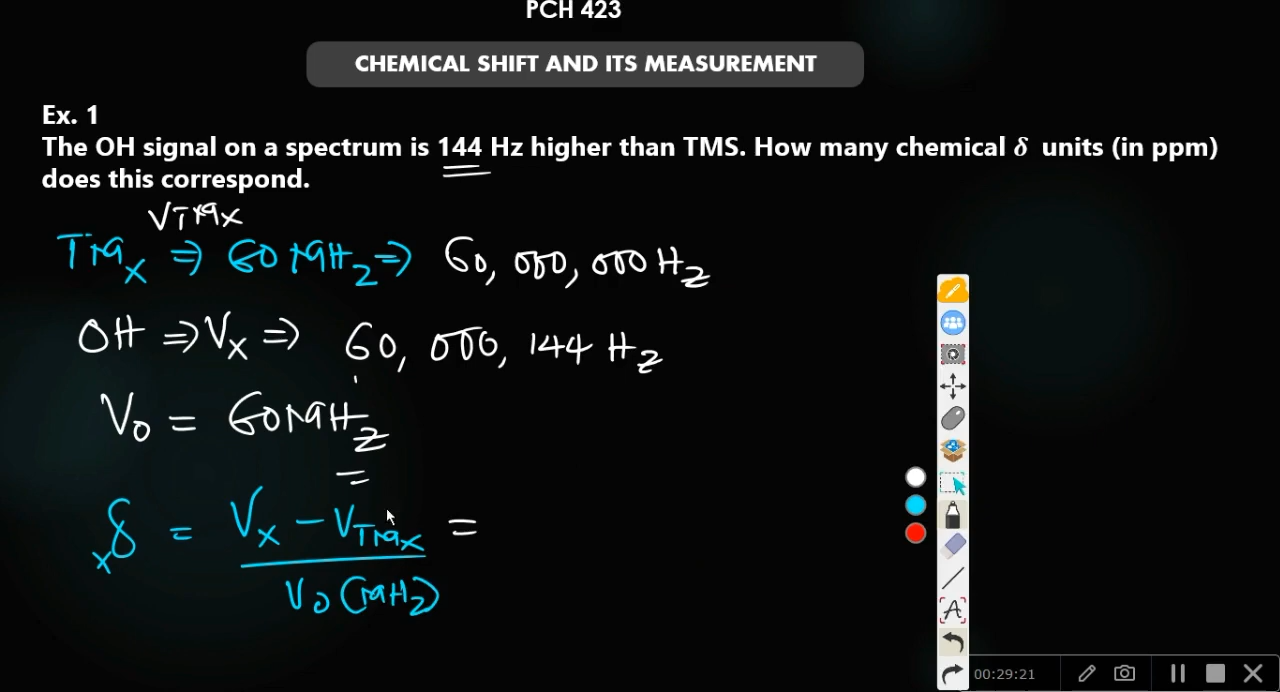 PCH 423
CHEMICAL SHIFT AND ITS MEASUREMENT
Ex. 1
The OH signal on a spectrum is 144 Hz higher than TMS. How many chemical δ units (in ppm)
does this correspond.
VTMx
TMx ⇒ 60 MHz ⇒ 60,000,000 Hz
OH ⇒ Vx ⇒ 60,000,144 Hz
Vo = 60MHz
=
x δ = Vx - VTMx =
Vo (MHz)
A
00:29:21